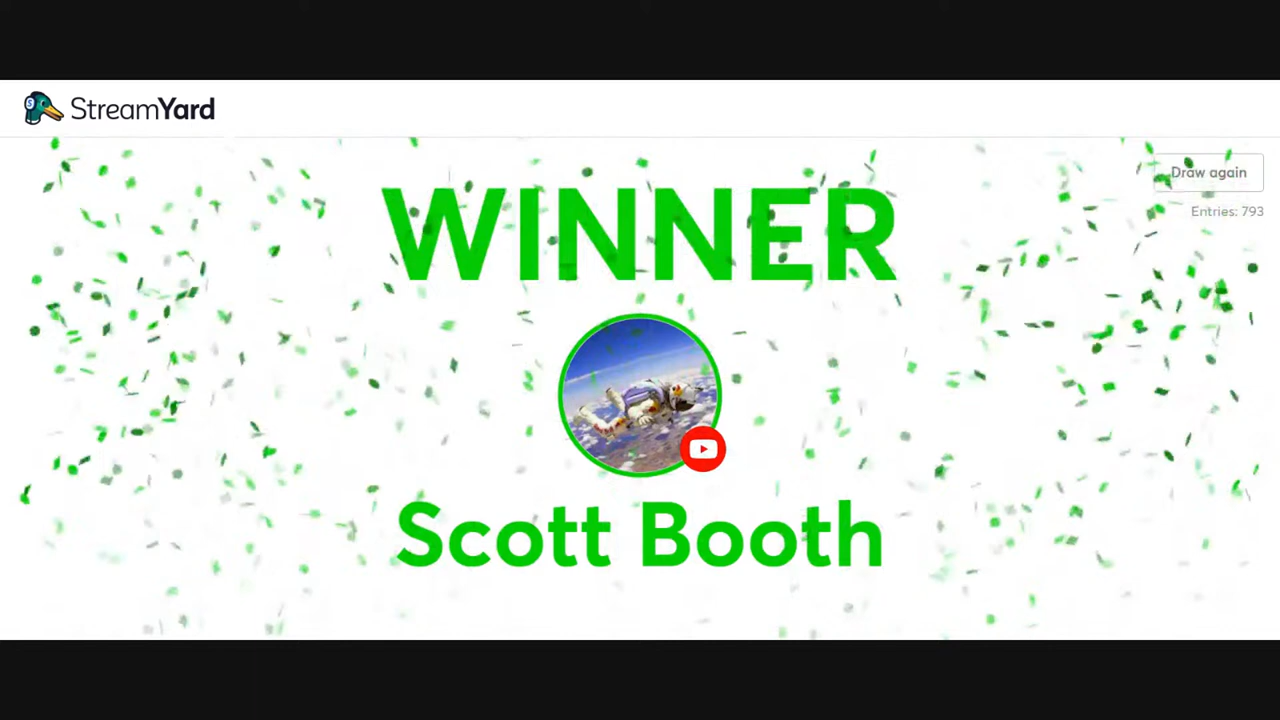 StreamYard
Draw again
Entries: 793
WINNER
Scott Booth